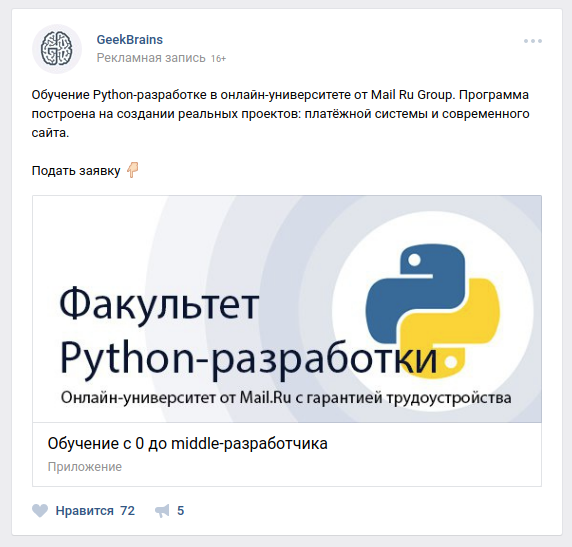 GeekBrains
Рекламная запись 16+
Обучение Python-разработке в онлайн-университете от Mail Ru Group. Программа
построена на создании реальных проектов: платёжной системы и современного
сайта.
Подать заявку 👇🏻
Факультет
Python-разработки
Онлайн-университет от Mail.Ru с гарантией трудоустройства
Обучение с 0 до middle-разработчика
Приложение
Нравится 72 5